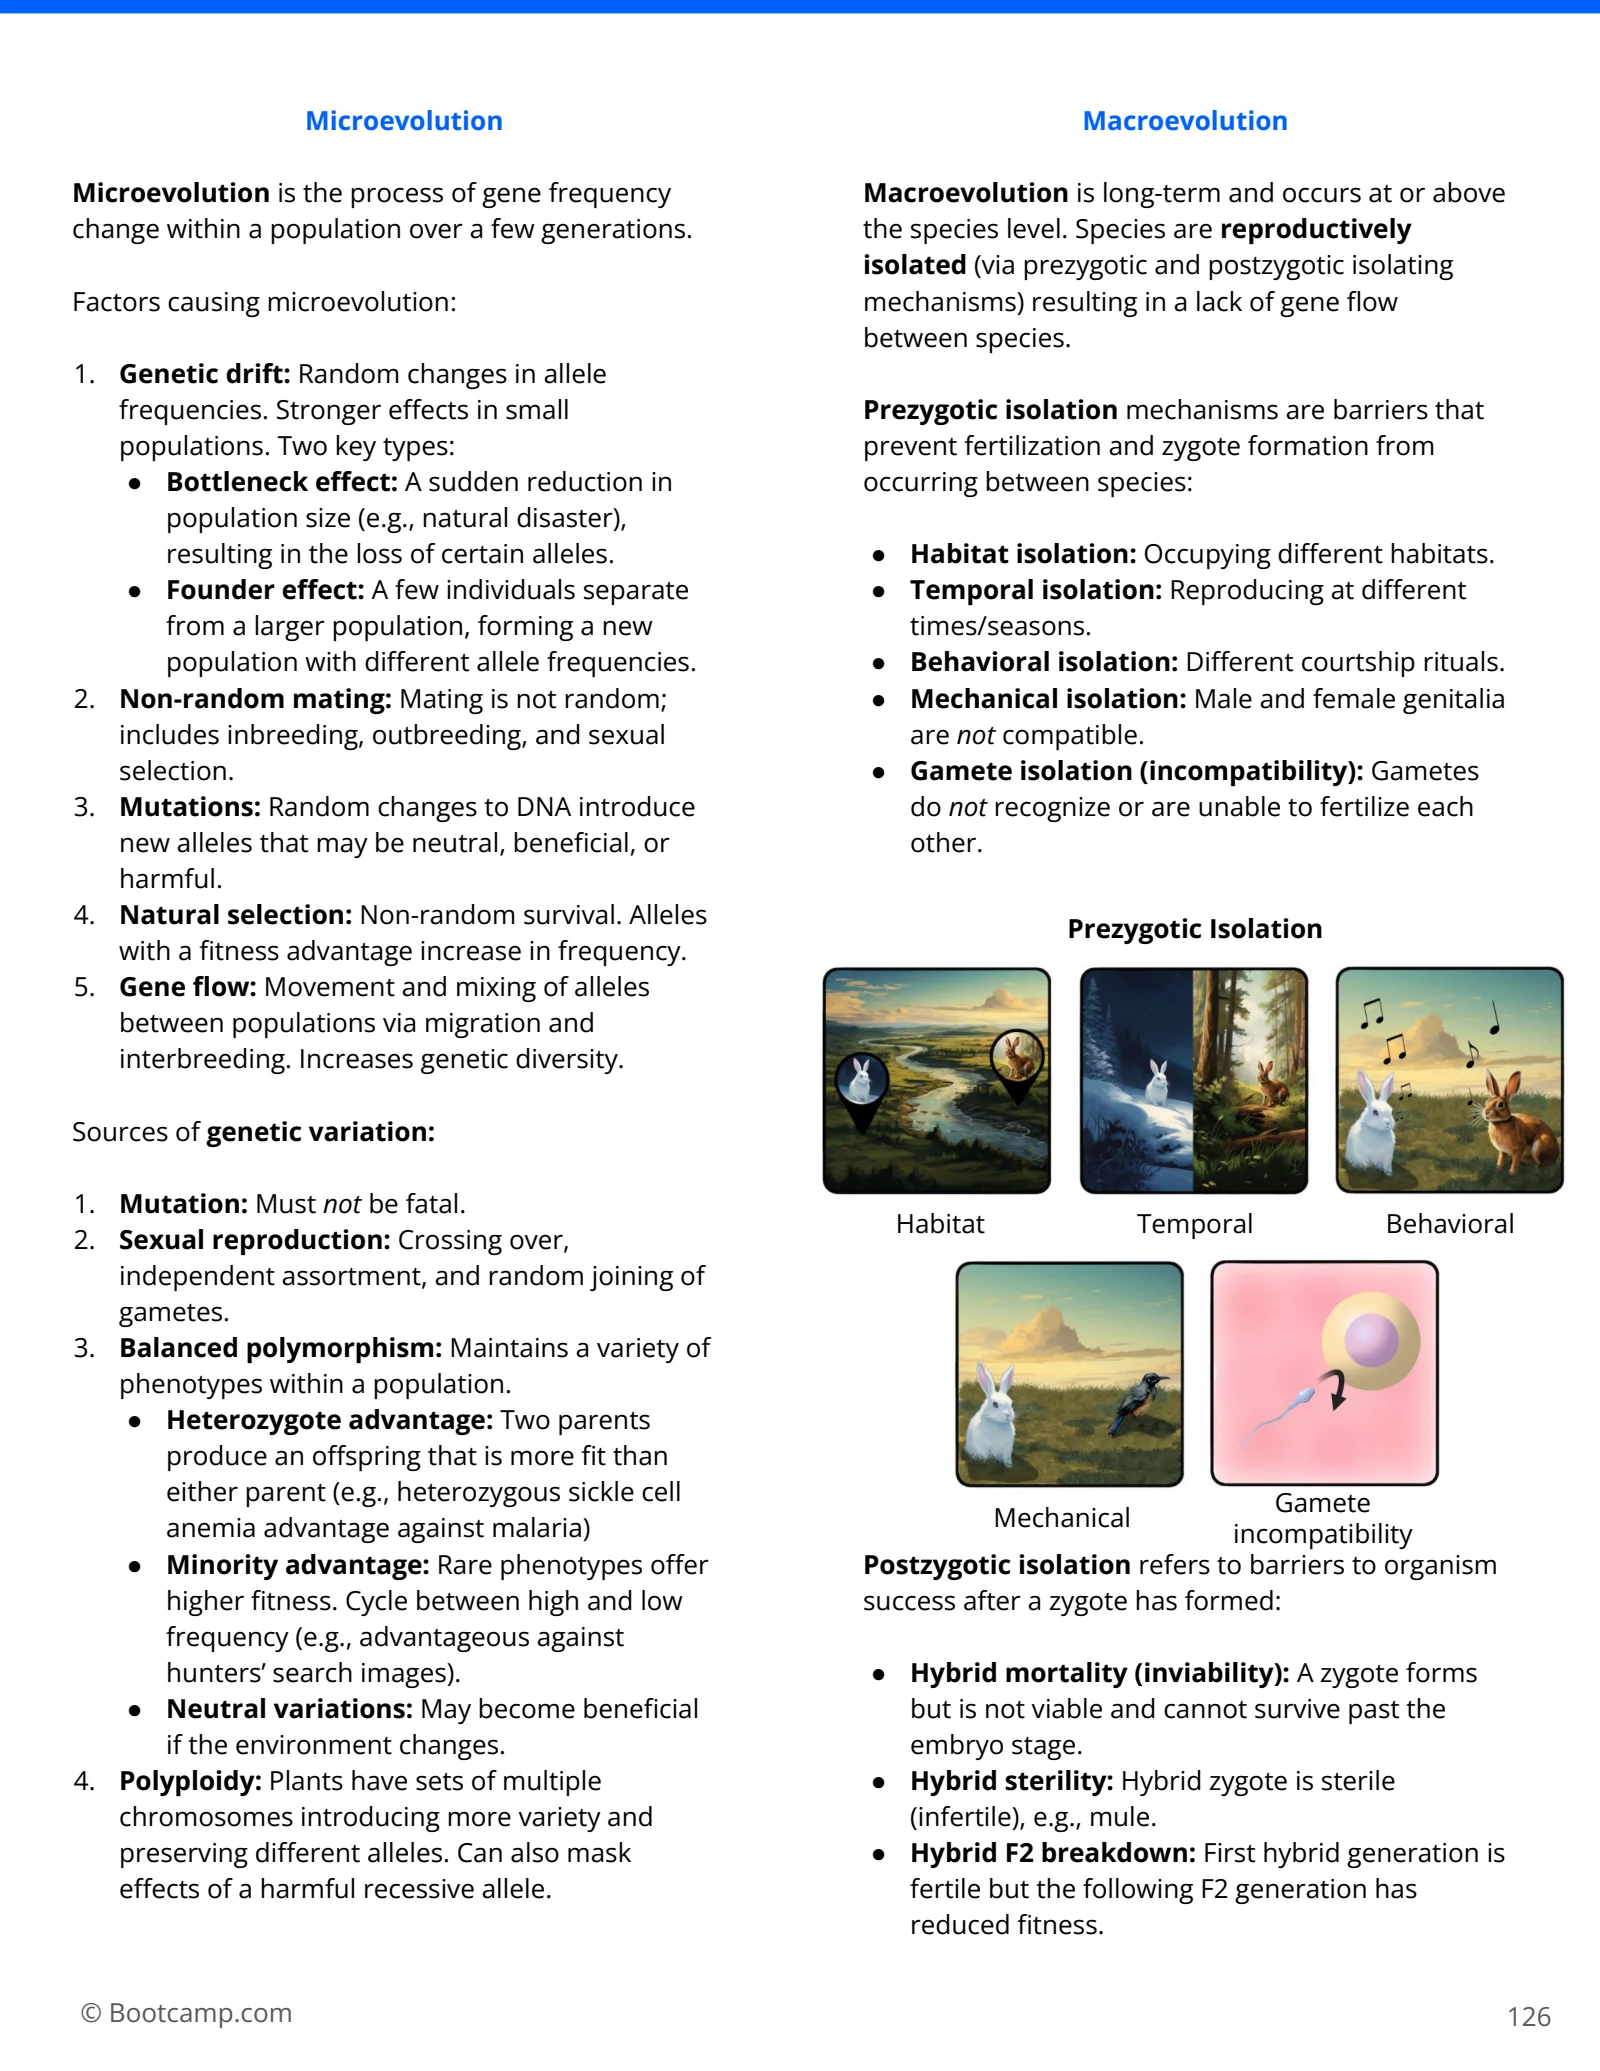 Microevolution
Microevolution is the process of gene frequency
change within a population over a few generations.
Factors causing microevolution:
1. Genetic drift: Random changes in allele
frequencies. Stronger effects in small
populations. Two key types:
● Bottleneck effect: A sudden reduction in
population size (e.g., natural disaster),
resulting in the loss of certain alleles.
● Founder effect: A few individuals separate
from a larger population, forming a new
population with different allele frequencies.
2. Non-random mating: Mating is not random;
includes inbreeding, outbreeding, and sexual
selection.
3. Mutations: Random changes to DNA introduce
new alleles that may be neutral, beneficial, or
harmful.
4. Natural selection: Non-random survival. Alleles
with a fitness advantage increase in frequency.
5. Gene flow: Movement and mixing of alleles
between populations via migration and
interbreeding. Increases genetic diversity.
Sources of genetic variation:
1. Mutation: Must not be fatal.
2. Sexual reproduction: Crossing over,
independent assortment, and random joining of
gametes.
3. Balanced polymorphism: Maintains a variety of
phenotypes within a population.
● Heterozygote advantage: Two parents
produce an offspring that is more fit than
either parent (e.g., heterozygous sickle cell
anemia advantage against malaria)
● Minority advantage: Rare phenotypes offer
higher fitness. Cycle between high and low
frequency (e.g., advantageous against
hunters’ search images).
● Neutral variations: May become beneficial
if the environment changes.
4. Polyploidy: Plants have sets of multiple
chromosomes introducing more variety and
preserving different alleles. Can also mask
effects of a harmful recessive allele.
Macroevolution
Macroevolution is long-term and occurs at or above
the species level. Species are reproductively
isolated (via prezygotic and postzygotic isolating
mechanisms) resulting in a lack of gene flow
between species.
Prezygotic isolation mechanisms are barriers that
prevent fertilization and zygote formation from
occurring between species:
● Habitat isolation: Occupying different habitats.
● Temporal isolation: Reproducing at different
times/seasons.
● Behavioral isolation: Different courtship rituals.
● Mechanical isolation: Male and female genitalia
are not compatible.
● Gamete isolation (incompatibility): Gametes
do not recognize or are unable to fertilize each
other.
Prezygotic Isolation
Habitat
Temporal
Behavioral
Mechanical
Gamete
incompatibility
Postzygotic isolation refers to barriers to organism
success after a zygote has formed:
● Hybrid mortality (inviability): A zygote forms
but is not viable and cannot survive past the
embryo stage.
● Hybrid sterility: Hybrid zygote is sterile
(infertile), e.g., mule.
● Hybrid F2 breakdown: First hybrid generation is
fertile but the following F2 generation has
reduced fitness.
© Bootcamp.com
126